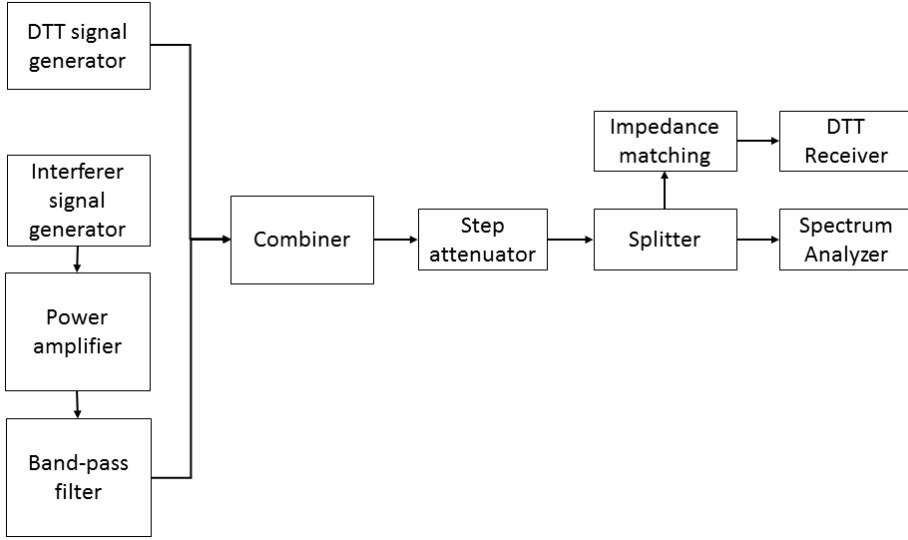 DTT signal
generator
Interferer
signal
generator
Power
amplifier
Band-pass
filter
Combiner
Step
attenuator
Impedance
matching
Splitter
DTT
Receiver
Spectrum
Analyzer